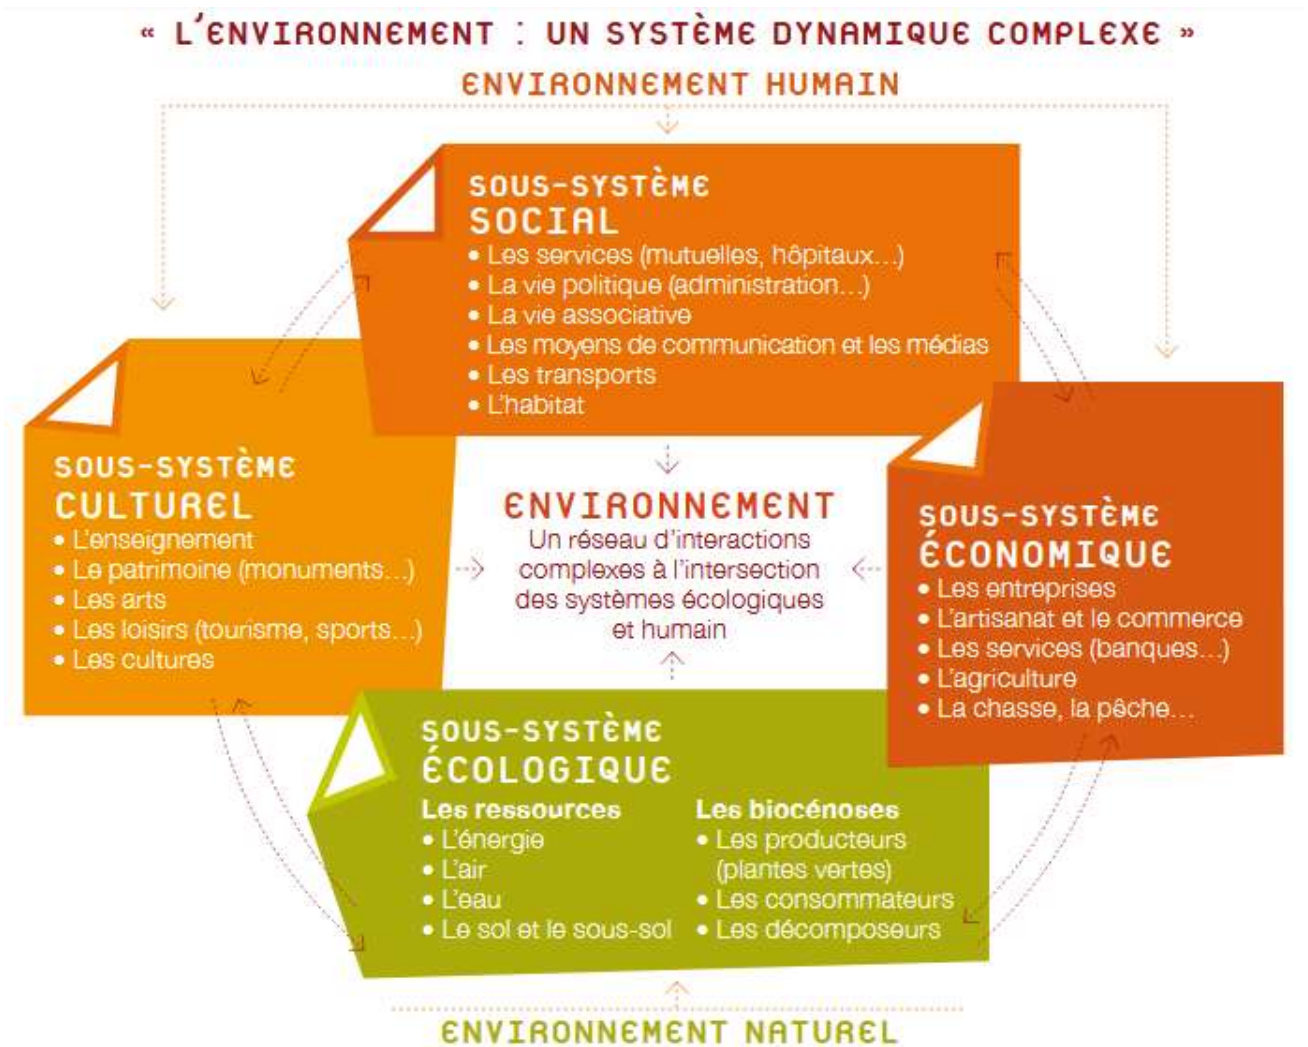 « L'ENVIRONNEMENT : UN SYSTÈME DYNAMIQUE COMPLEXE »
ENVIRONNEMENT HUMAIN
SOUS-SYSTÈME
SOCIAL
• Les services (mutuelles, hôpitaux...)
• La vie politique (administration...)
• La vie associative
• Les moyens de communication et les médias
• Les transports
• L'habitat
SOUS-SYSTÈME
CULTUREL
• L'enseignement
• Le patrimoine (monuments...)
• Les arts
• Les loisirs (tourisme, sports...)
• Les cultures
ENVIRONNEMENT
Un réseau d'interactions
complexes à l'intersection
des systèmes écologiques
et humain
SOUS-SYSTÈME
ÉCONOMIQUE
• Les entreprises
• L'artisanat et le commerce
• Les services (banques...)
• L'agriculture
• La chasse, la pêche...
SOUS-SYSTÈME
ÉCOLOGIQUE
Les ressources
• L'énergie
• L'air
• L'eau
• Le sol et le sous-sol
Les biocénoses
• Les producteurs
(plantes vertes)
• Les consommateurs
• Les décomposeurs
ENVIRONNEMENT NATUREL